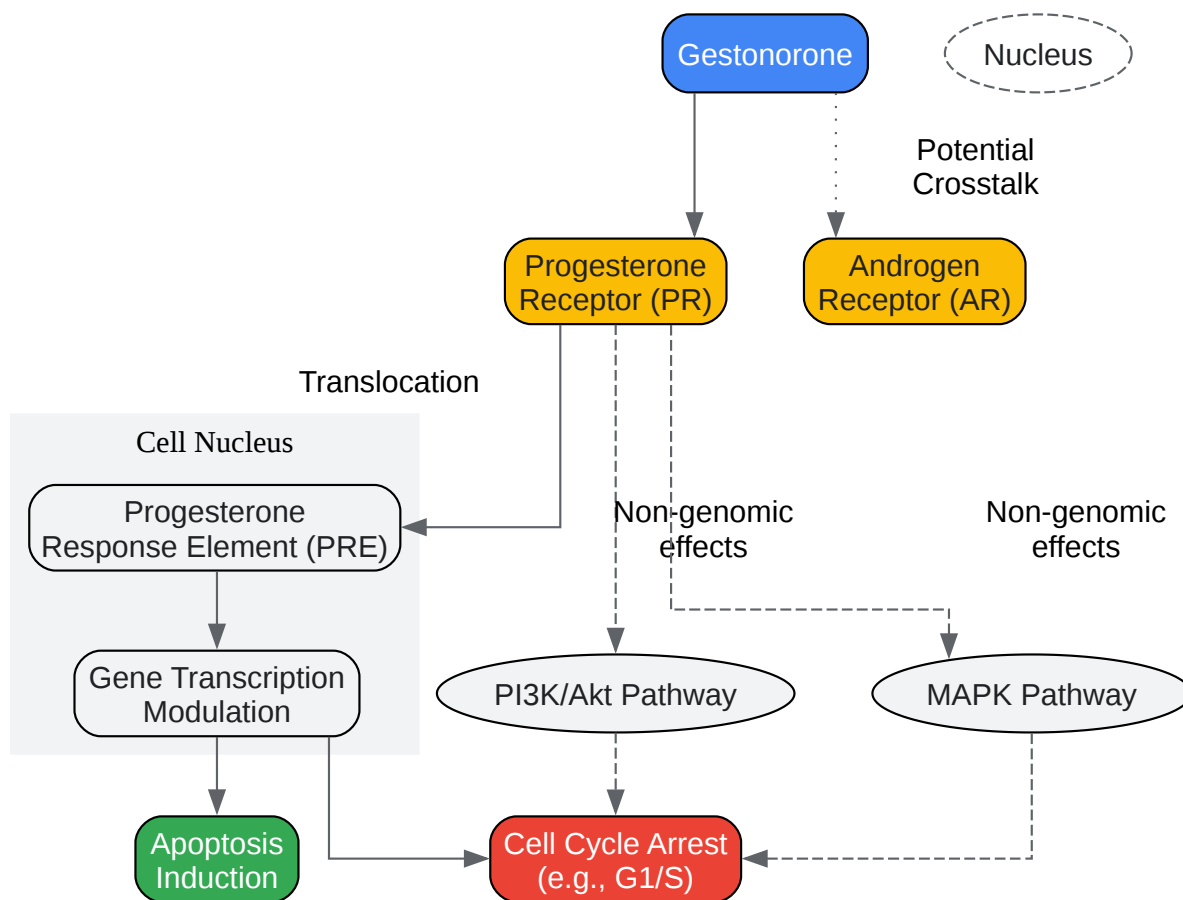 Gestonorone
Nucleus
Potential
Crosstalk
Progesterone
Receptor (PR)
Androgen
Receptor (AR)
Translocation
Cell Nucleus
Progesterone
Response Element (PRE)
Non-genomic
effects
Non-genomic
effects
Gene Transcription
Modulation
PI3K/Akt Pathway
MAPK Pathway
Apoptosis
Induction
Cell Cycle Arrest
(e.g., G1/S)